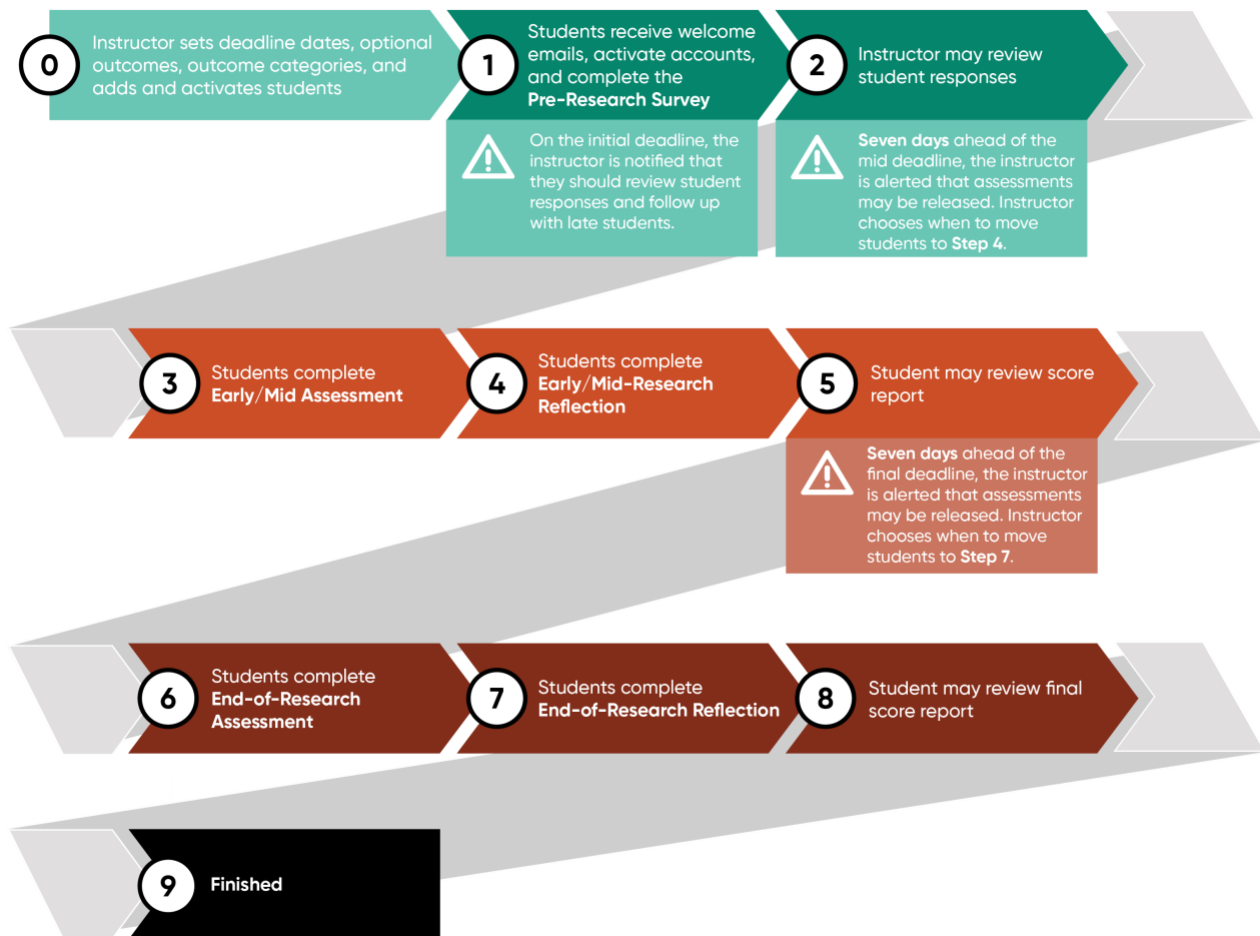 0
Instructor sets deadline dates, optional
outcomes, outcome categories, and
adds and activates students
1
Students receive welcome
emails, activate accounts,
and complete the
Pre-Research Survey
2
Instructor may review
student responses
On the initial deadline, the
instructor is notified that
they should review student
responses and follow up
with late students.
Seven days ahead of the
mid deadline, the instructor
is alerted that assessments
may be released. Instructor
chooses when to move
students to Step 4.
3
Students complete
Early/Mid Assessment
4
Students complete
Early/Mid-Research
Reflection
5
Student may review score
report
Seven days ahead of the
final deadline, the instructor
is alerted that assessments
may be released. Instructor
chooses when to move
students to Step 7.
6
Students complete
End-of-Research
Assessment
7
Students complete
End-of-Research Reflection
8
Student may review final
score report
9
Finished